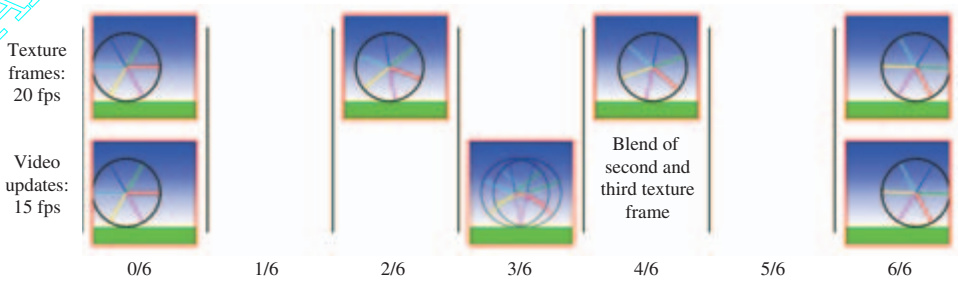 Texture
frames:
20 fps
Video
updates:
15 fps
Blend of
second and
third texture
frame
0/6 1/6 2/6 3/6 4/6 5/6 6/6